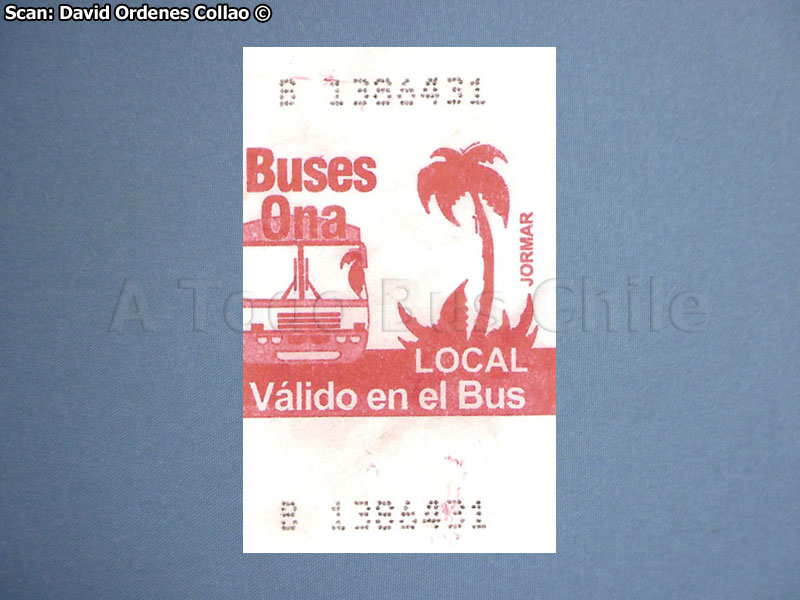 Scan: David Ordenes Collao ©
B 1386431
Buses
Ona
JORMAR
A Todo Bus Chile
LOCAL
Válido en el Bus
B 1386431